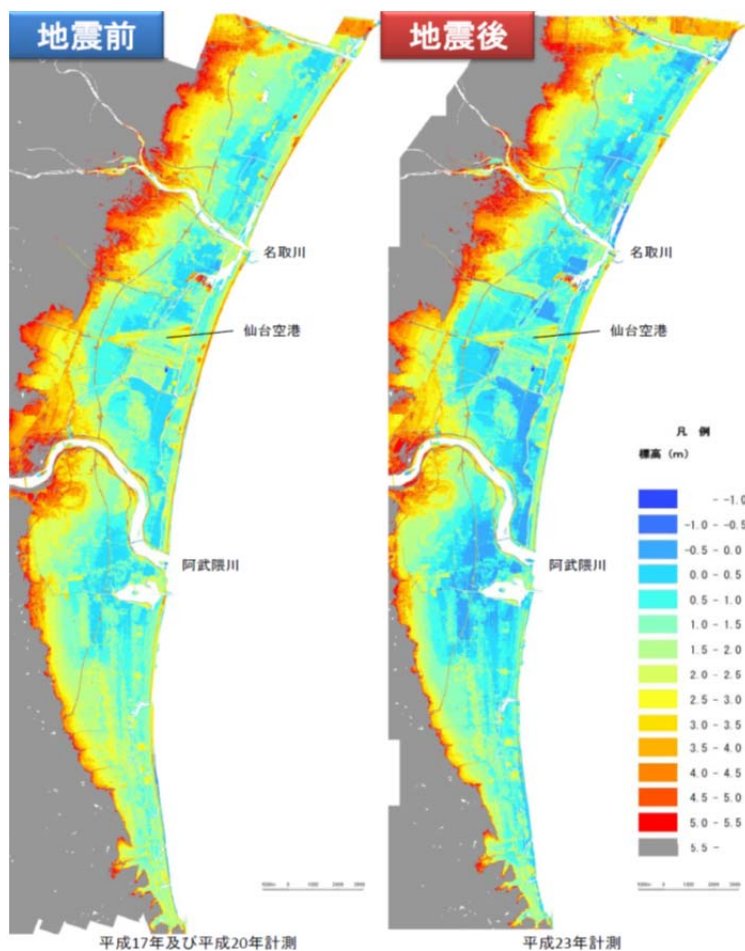 地震前
地震後
名取川
仙台空港
阿武隈川
平成17年及び平成20年計測
名取川
仙台空港
阿武隈川
平成23年計測
凡 例
標高 (m)
- -1.0
-1.0 - -0.5
-0.5 - 0.0
0.0 - 0.5
0.5 - 1.0
1.0 - 1.5
1.5 - 2.0
2.0 - 2.5
2.5 - 3.0
3.0 - 3.5
3.5 - 4.0
4.0 - 4.5
4.5 - 5.0
5.0 - 5.5
5.5 -